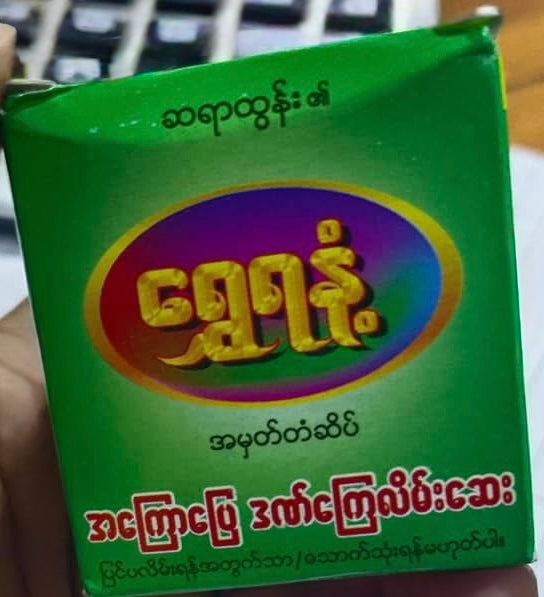 ဆရာထွန်း၏
ရွှေရနံ့
အမှတ်တံဆိပ်
အကြောပြေ ဒဏ်ကြေလိမ်းဆေး
ပြင်ပလိမ်းရန်အတွက်သာ/သောက်သုံးရန်မဟုတ်ပါ။